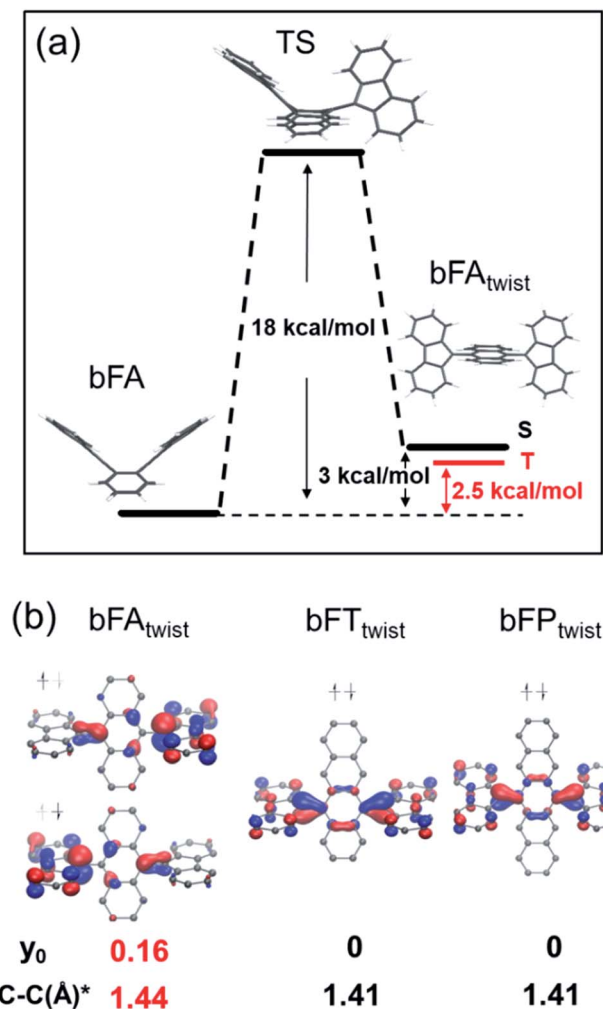 (a)
TS
18 kcal/mol
bFAtwist
bFA
S
T
3 kcal/mol
2.5 kcal/mol
(b)
bFAtwist bFTtwist bFPtwist
y0 0.16 0 0
C-C(Å)* 1.44 1.41 1.41